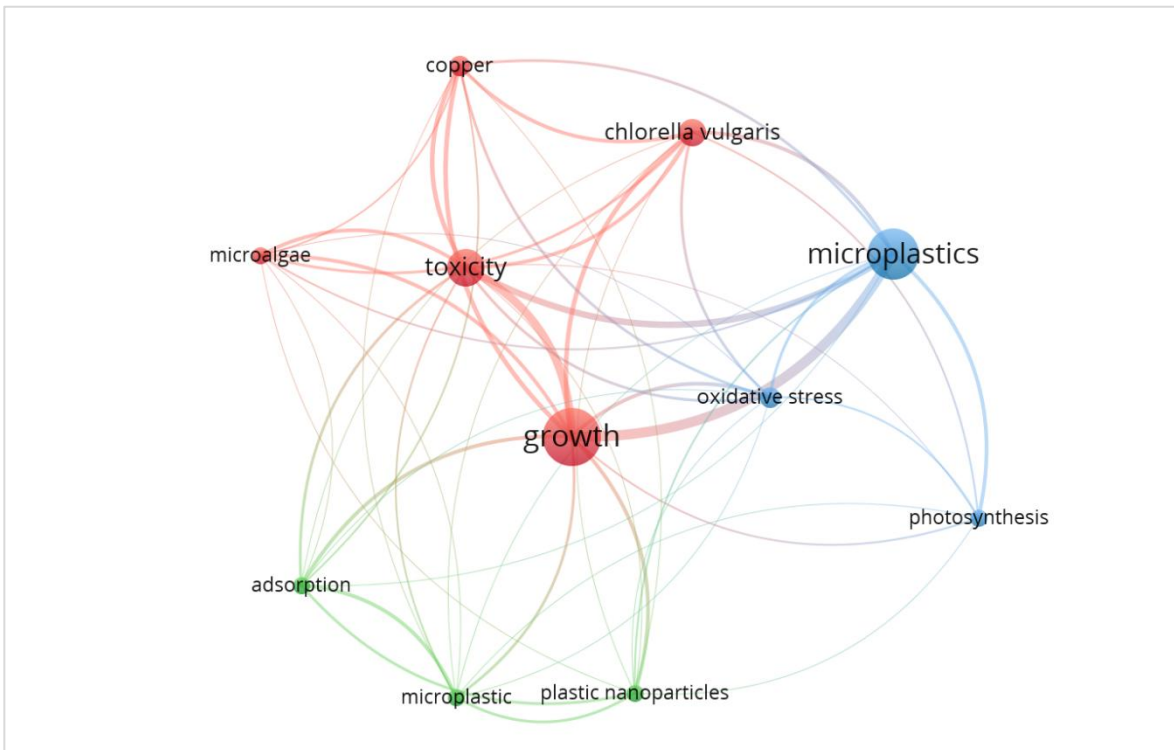 copper
chlorella vulgaris
microplastics
microalgae
toxicity
oxidative stress
growth
photosynthesis
adsorption
microplastic
plastic nanoparticles